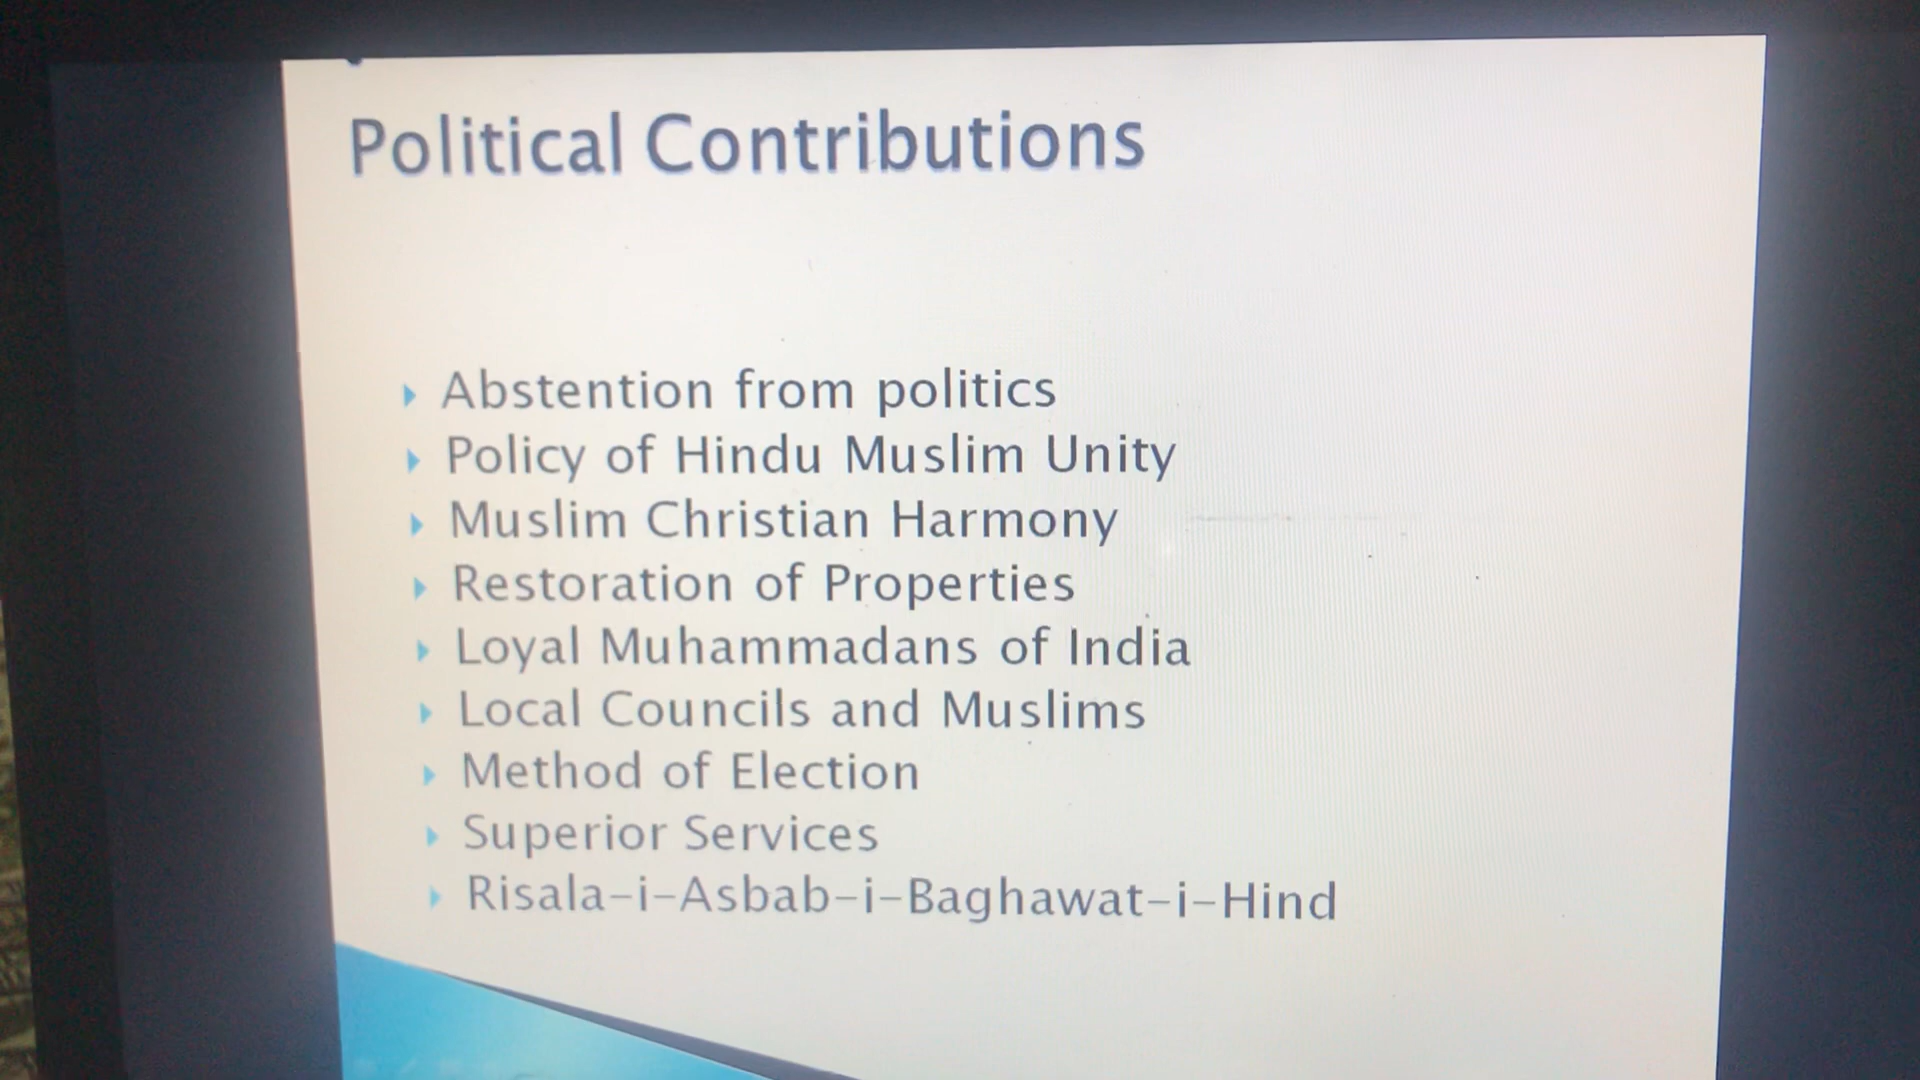 Political Contributions
Abstention from politics
Policy of Hindu Muslim Unity
Muslim Christian Harmony
Restoration of Properties
Loyal Muhammadans of India
Local Councils and Muslims
Method of Election
Superior Services
Risala-i-Asbab-i-Baghawat-i-Hind